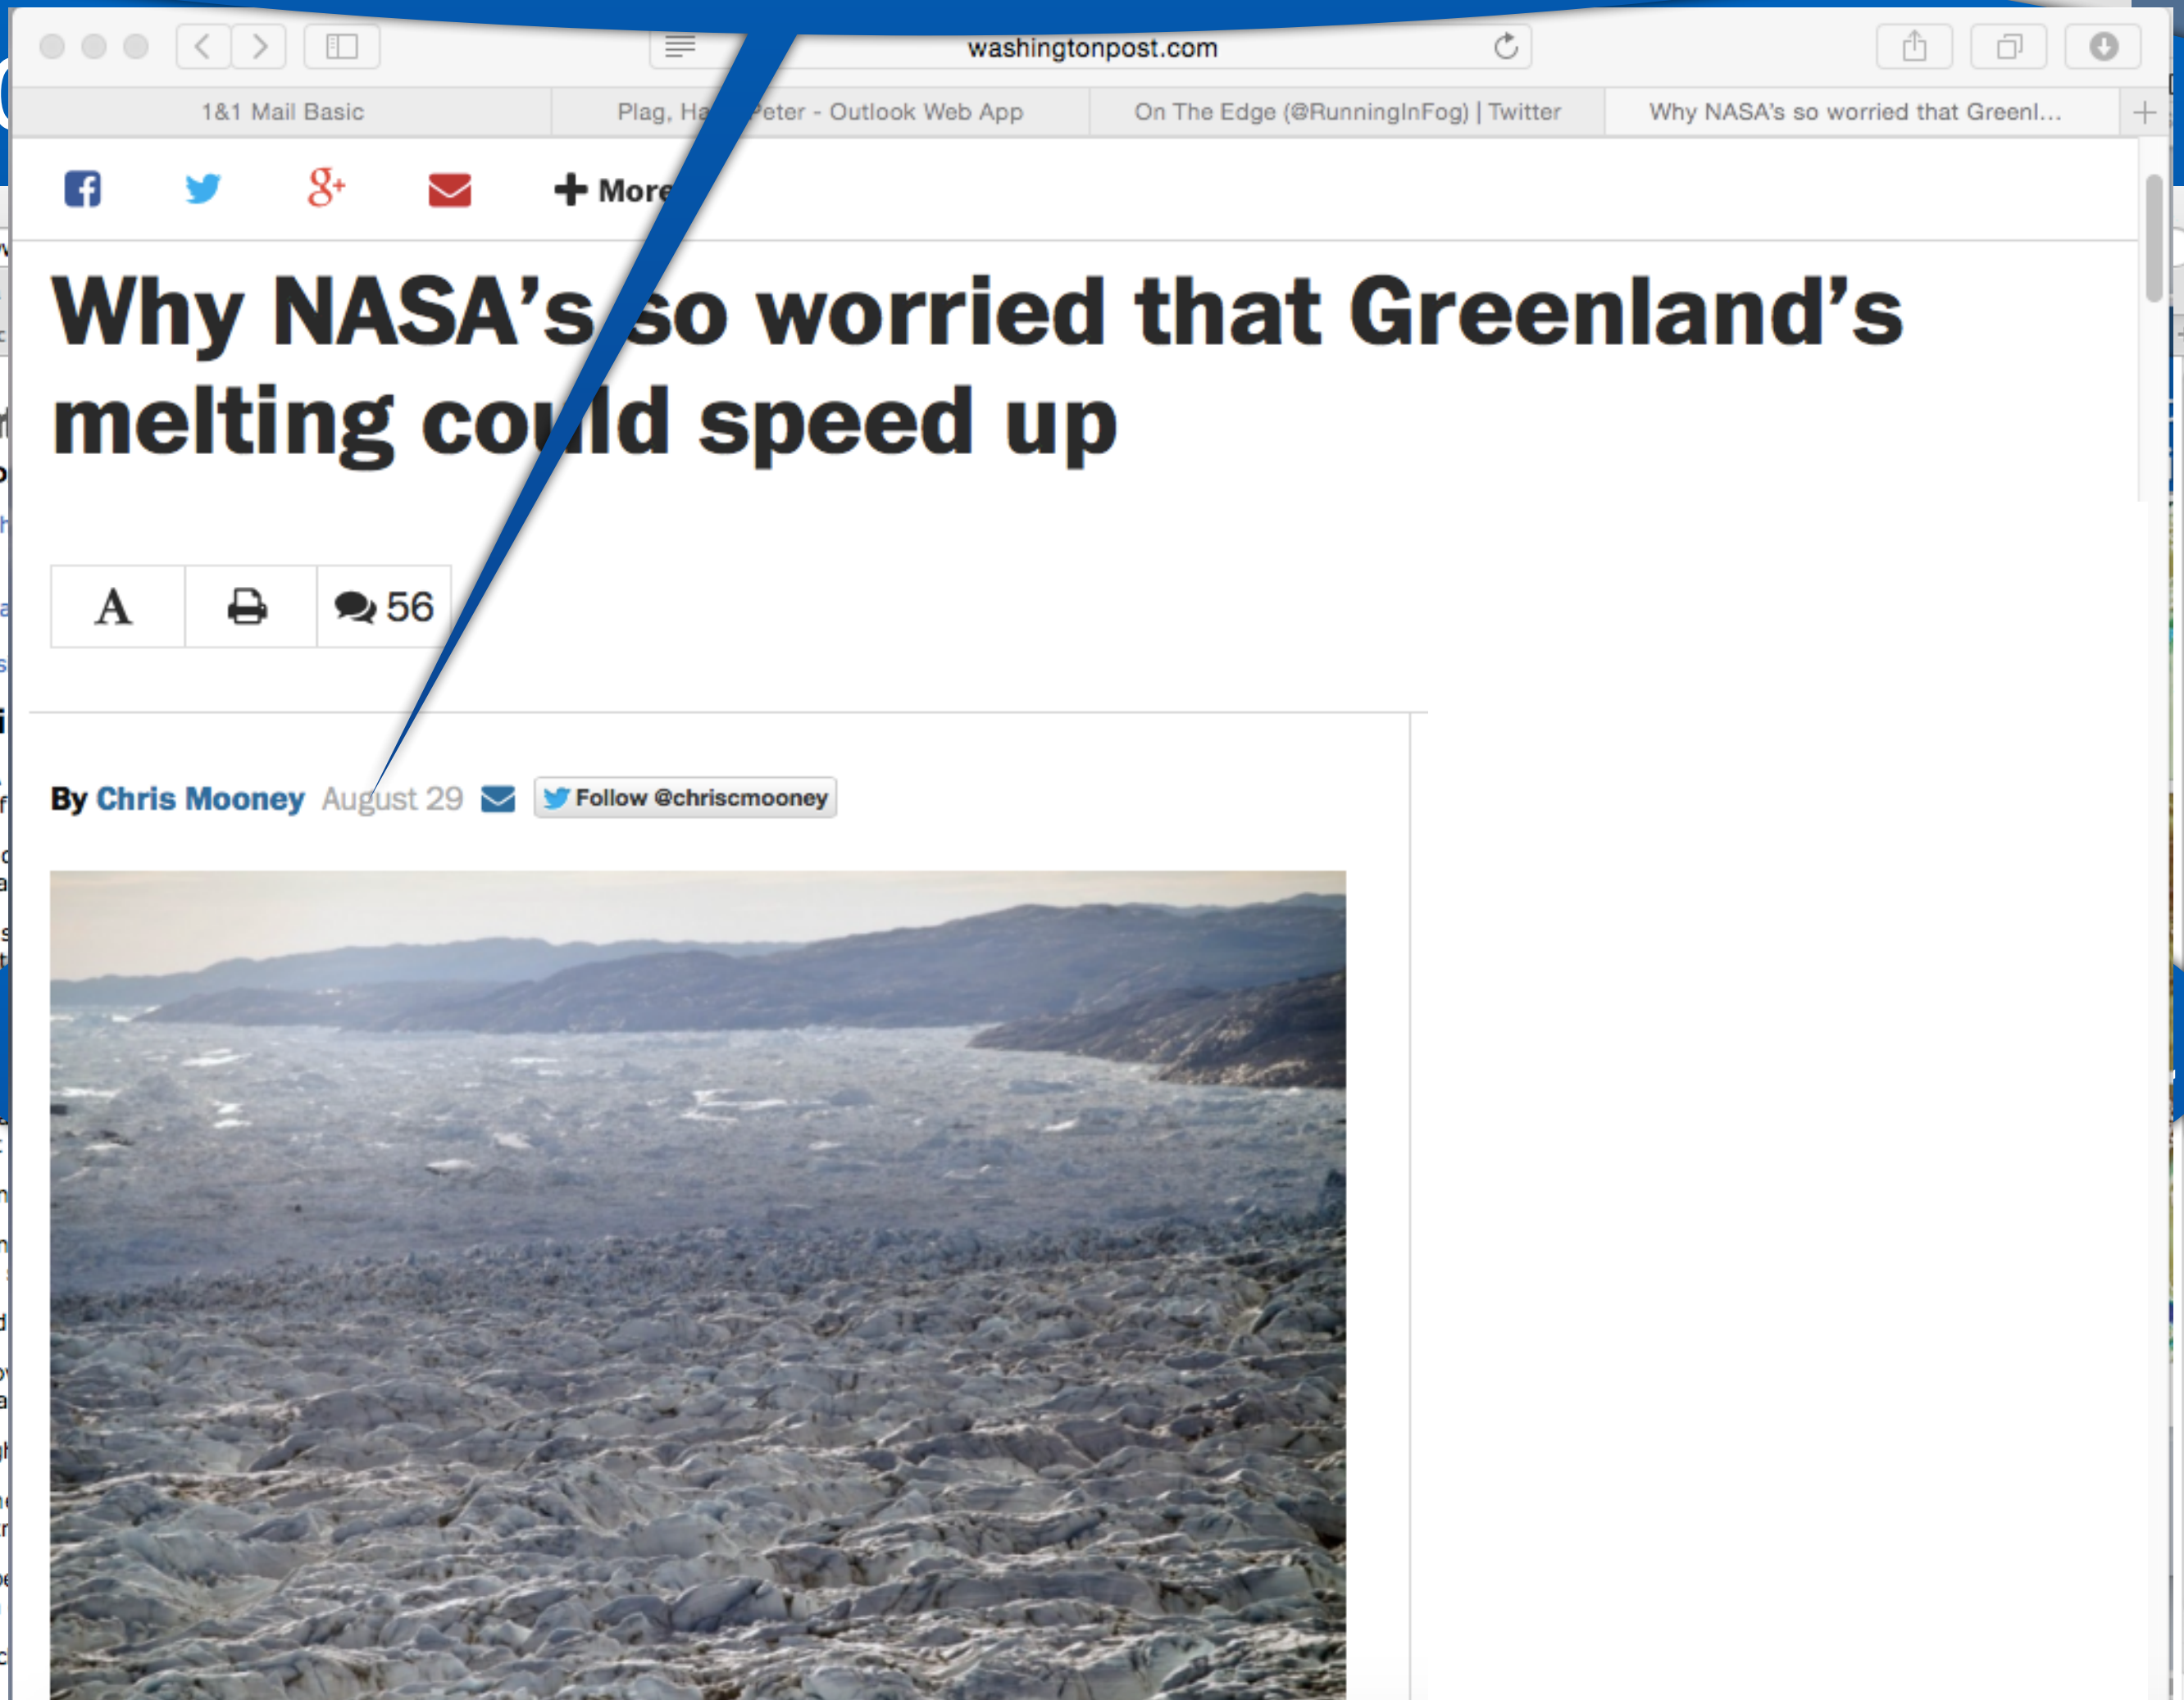 washingtonpost.com
1&1 Mail Basic
Plag, Ha Peter - Outlook Web App
On The Edge (@RunningInFog) | Twitter
Why NASA's so worried that Greenl...
More
Why NASA's so worried that Greenland's
melting could speed up
A
56
By Chris Mooney August 29 Follow @chriscmooney